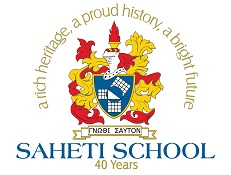 a rich heritage, a proud history, a bright future
ΓΝΩΘΙ ΣΑΥΤΟΝ
SAHETI SCHOOL
40 Years